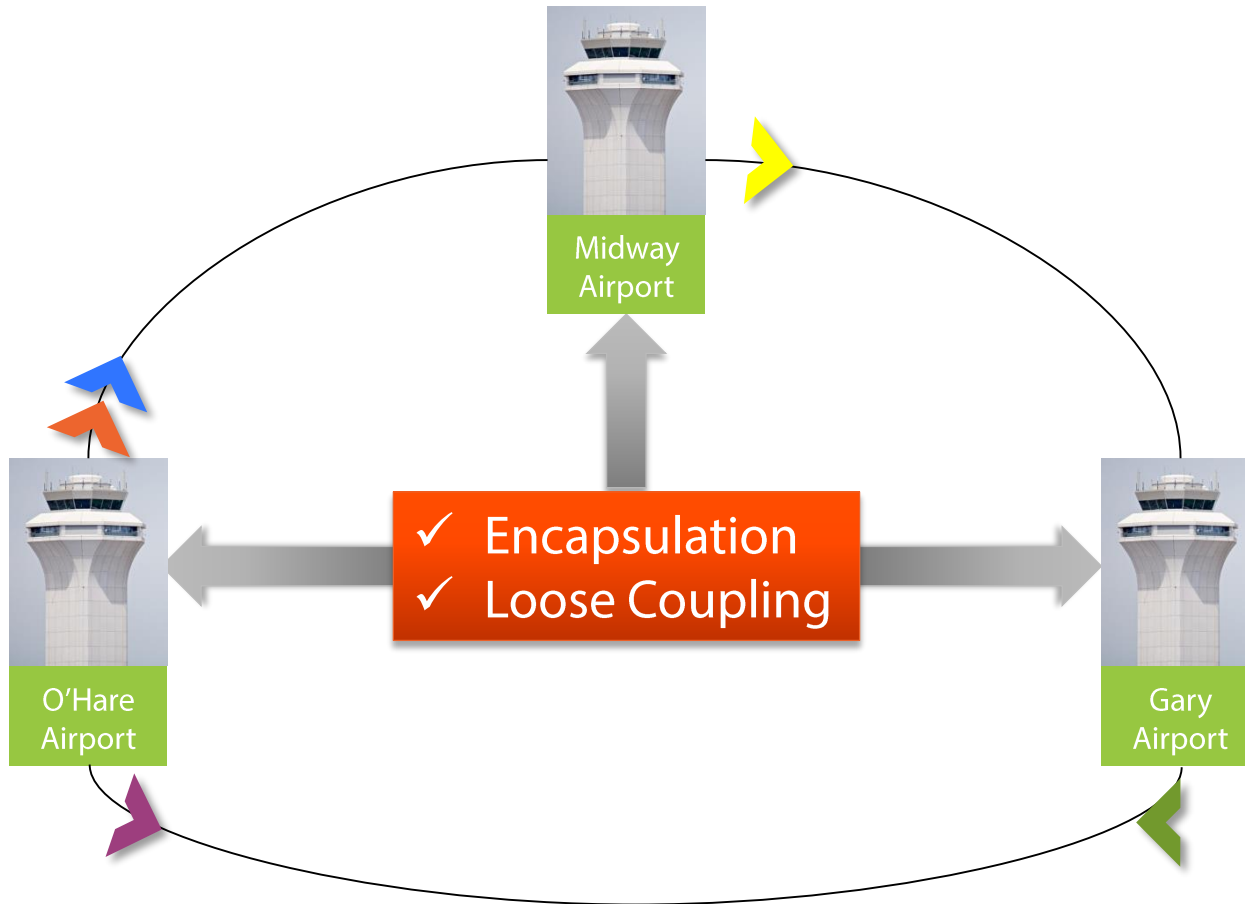 Midway
Airport
✓ Encapsulation
✓ Loose Coupling
O’Hare
Airport
Gary
Airport